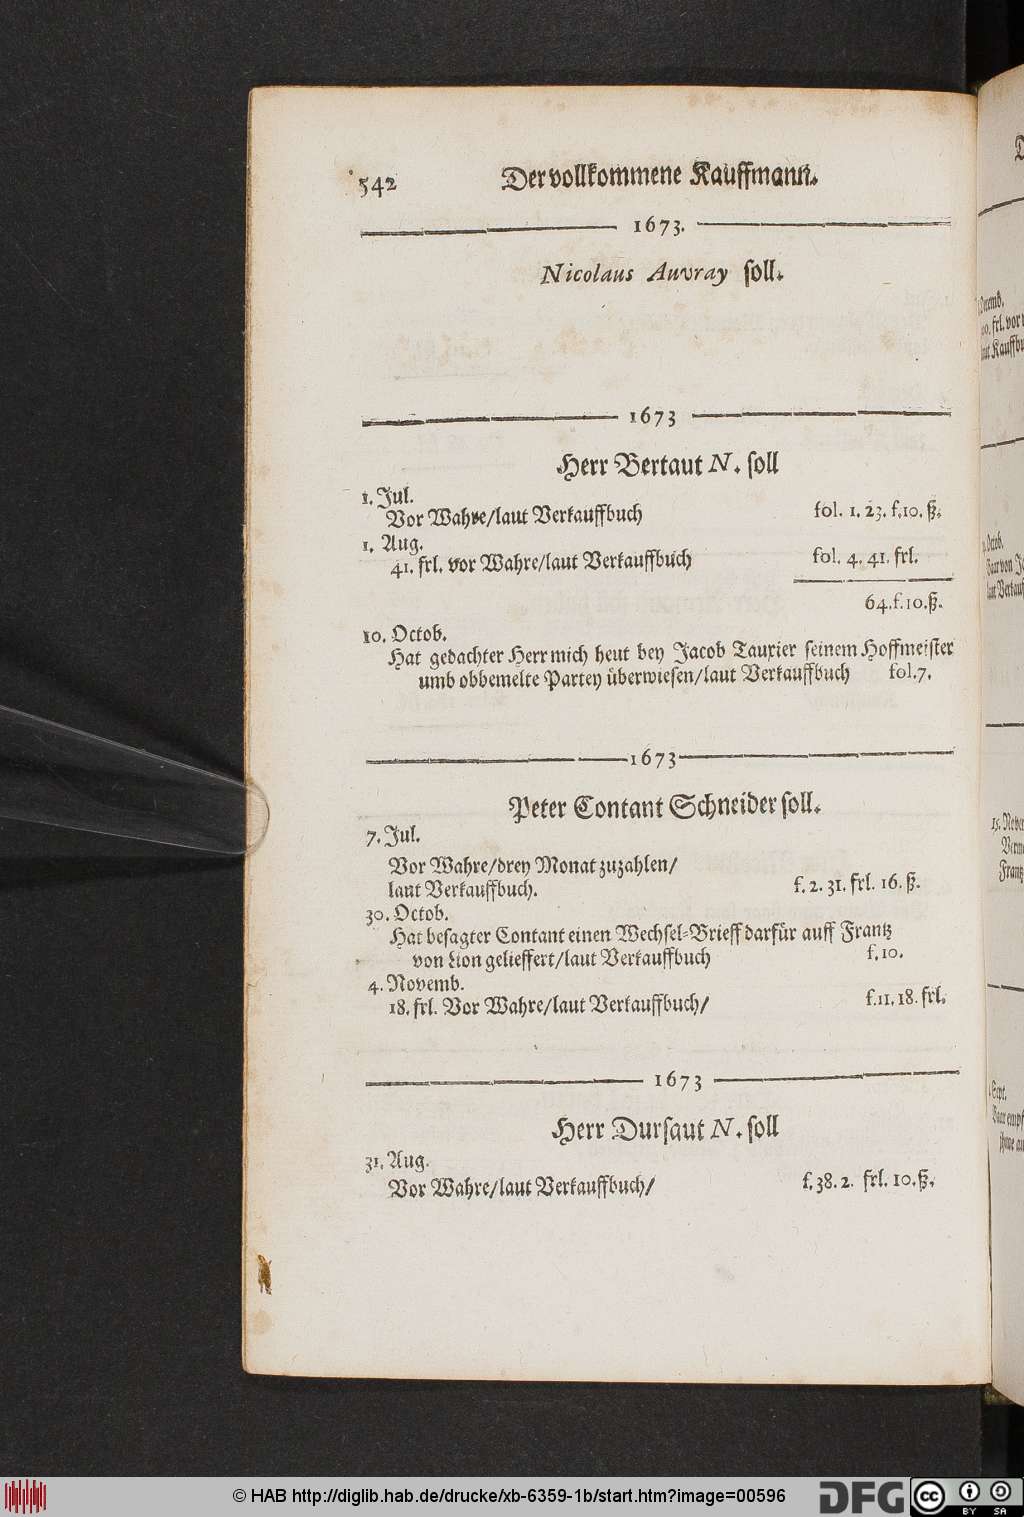 542 Der vollkommene Kauffmann.
1673.
Nicolaus Auvray soll.
1673
Herr Bertaut N. soll
1. Jul.
Vor Wahre/laut Verkauffbuch fol. 1. 23. f. 10. ß.
1. Aug.
41. frl. vor Wahre/laut Verkauffbuch fol. 4. 41. frl.
64. f. 10. ß.
10. Octob.
Hat gedachter Herr mich heut bey Jacob Taurier seinem Hoffmeister
umb obbemelte Partey überwiesen/laut Verkauffbuch fol. 7.
1673
Peter Contant Schneider soll.
7. Jul.
Vor Wahre/drey Monat zuzahlen/
laut Verkauffbuch. f. 2. 31. frl. 16. ß.
30. Octob.
Hat besagter Contant einen Wechsel-Brieff darfür auff Frantz
von Lion gelieffert/laut Verkauffbuch f. 10.
4. Novemb.
18. frl. Vor Wahre/laut Verkauffbuch/ f. 11. 18. frl.
1673
Herr Dursaut N. soll
31. Aug.
Vor Wahre/laut Verkauffbuch/ f. 38. 2. frl. 10. ß.
© HAB http://diglib.hab.de/drucke/xb-6359-1b/start.htm?image=00596
DFG
cc BY SA